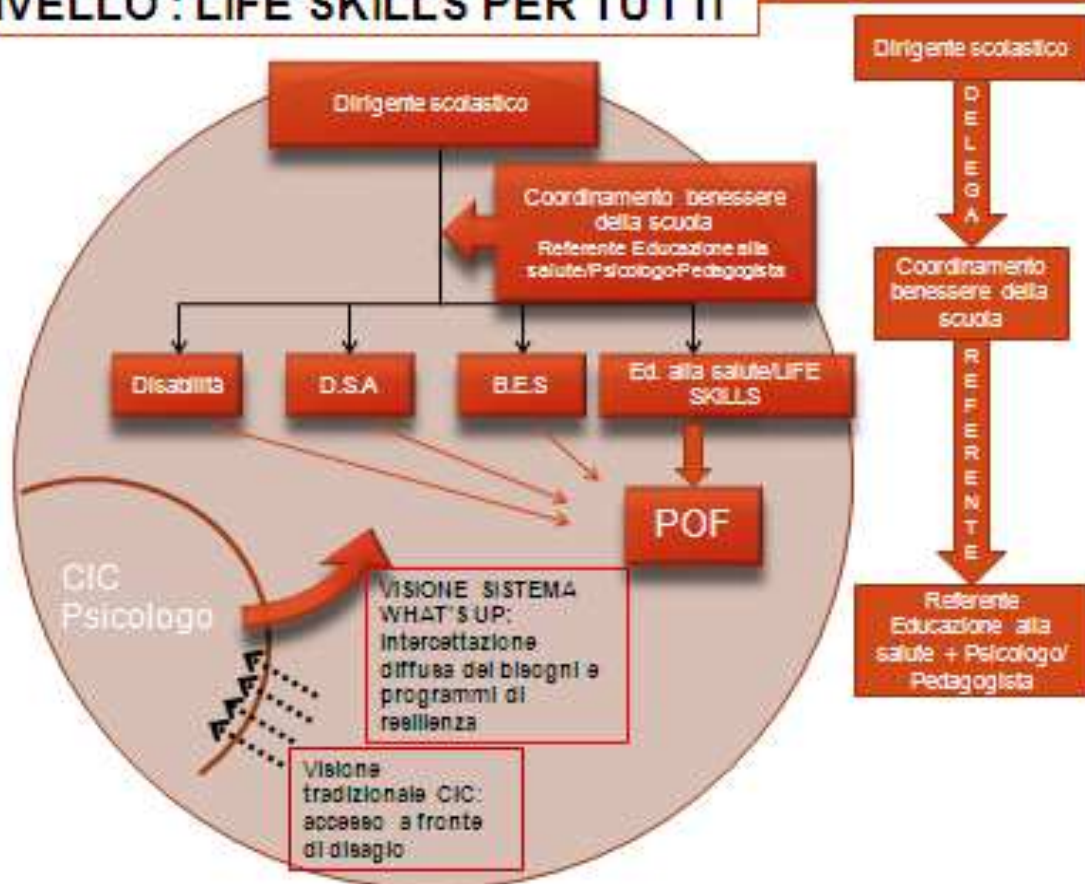 IVELLO : LIFE SKILLS PER TUTTI
Dirigente scolastico
Coordinamento benessere
della scuola
Referente Educazione alla
salute/Psicologo-Pedagogista
Disabilità
D.S.A
B.E.S
Ed. alla salute/LIFE
SKILLS
POF
CIC
Psicologo
VISIONE SISTEMA
WHAT'S UP:
intercettazione
diffusa dei bisogni e
programmi di
resilienza
Visione
tradizionale CIC:
accesso a fronte
di disagio
Dirigente scolastico
DELEGA
Coordinamento
benessere della
scuola
REFERENTE
Referente
Educazione alla
salute + Psicologo/
Pedagogista